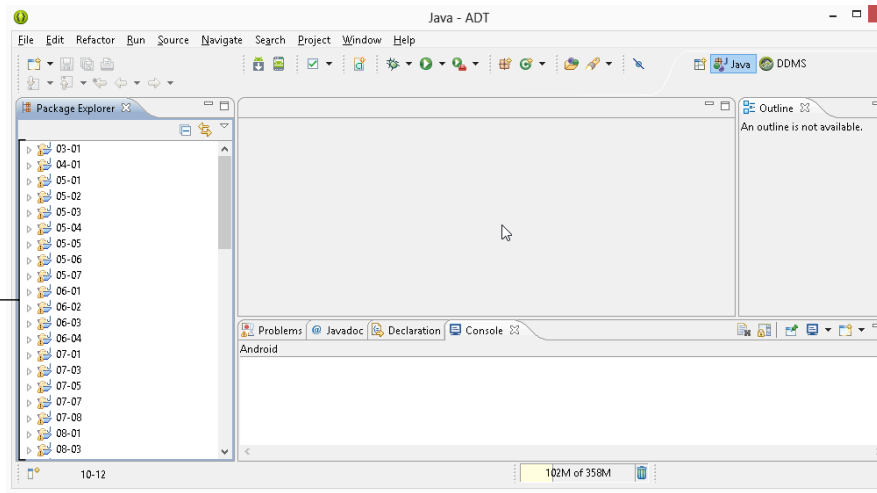 Java - ADT
File Edit Refactor Run Source Navigate Search Project Window Help
Java DDMS
Package Explorer
Outline
An outline is not available.
03-01
04-01
05-01
05-02
05-03
05-04
05-05
05-06
05-07
06-01
06-02
06-03
06-04
07-01
07-03
07-05
07-07
07-08
08-01
08-03
Problems @ Javadoc Declaration Console
Android
10-12
102M of 358M